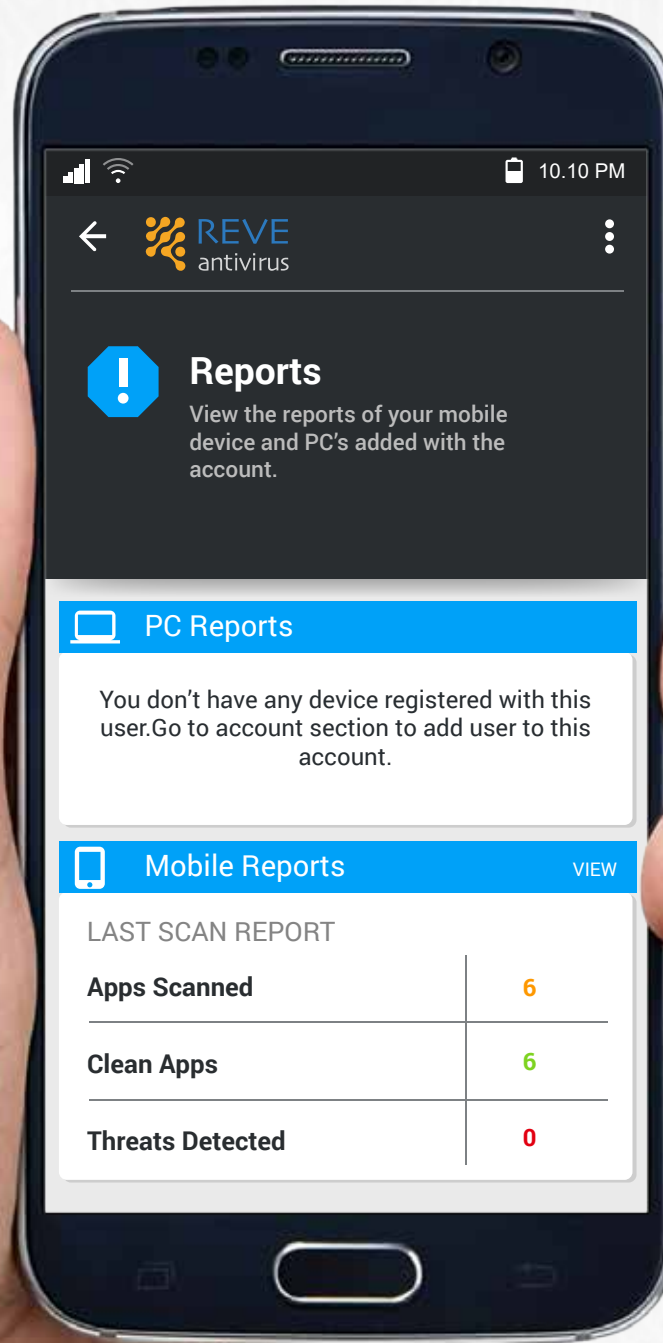 10.10 PM
REVE
antivirus
Reports
View the reports of your mobile
device and PC’s added with the
account.
PC Reports
You don’t have any device registered with this
user.Go to account section to add user to this
account.
Mobile Reports VIEW
LAST SCAN REPORT
Apps Scanned 6
Clean Apps 6
Threats Detected 0